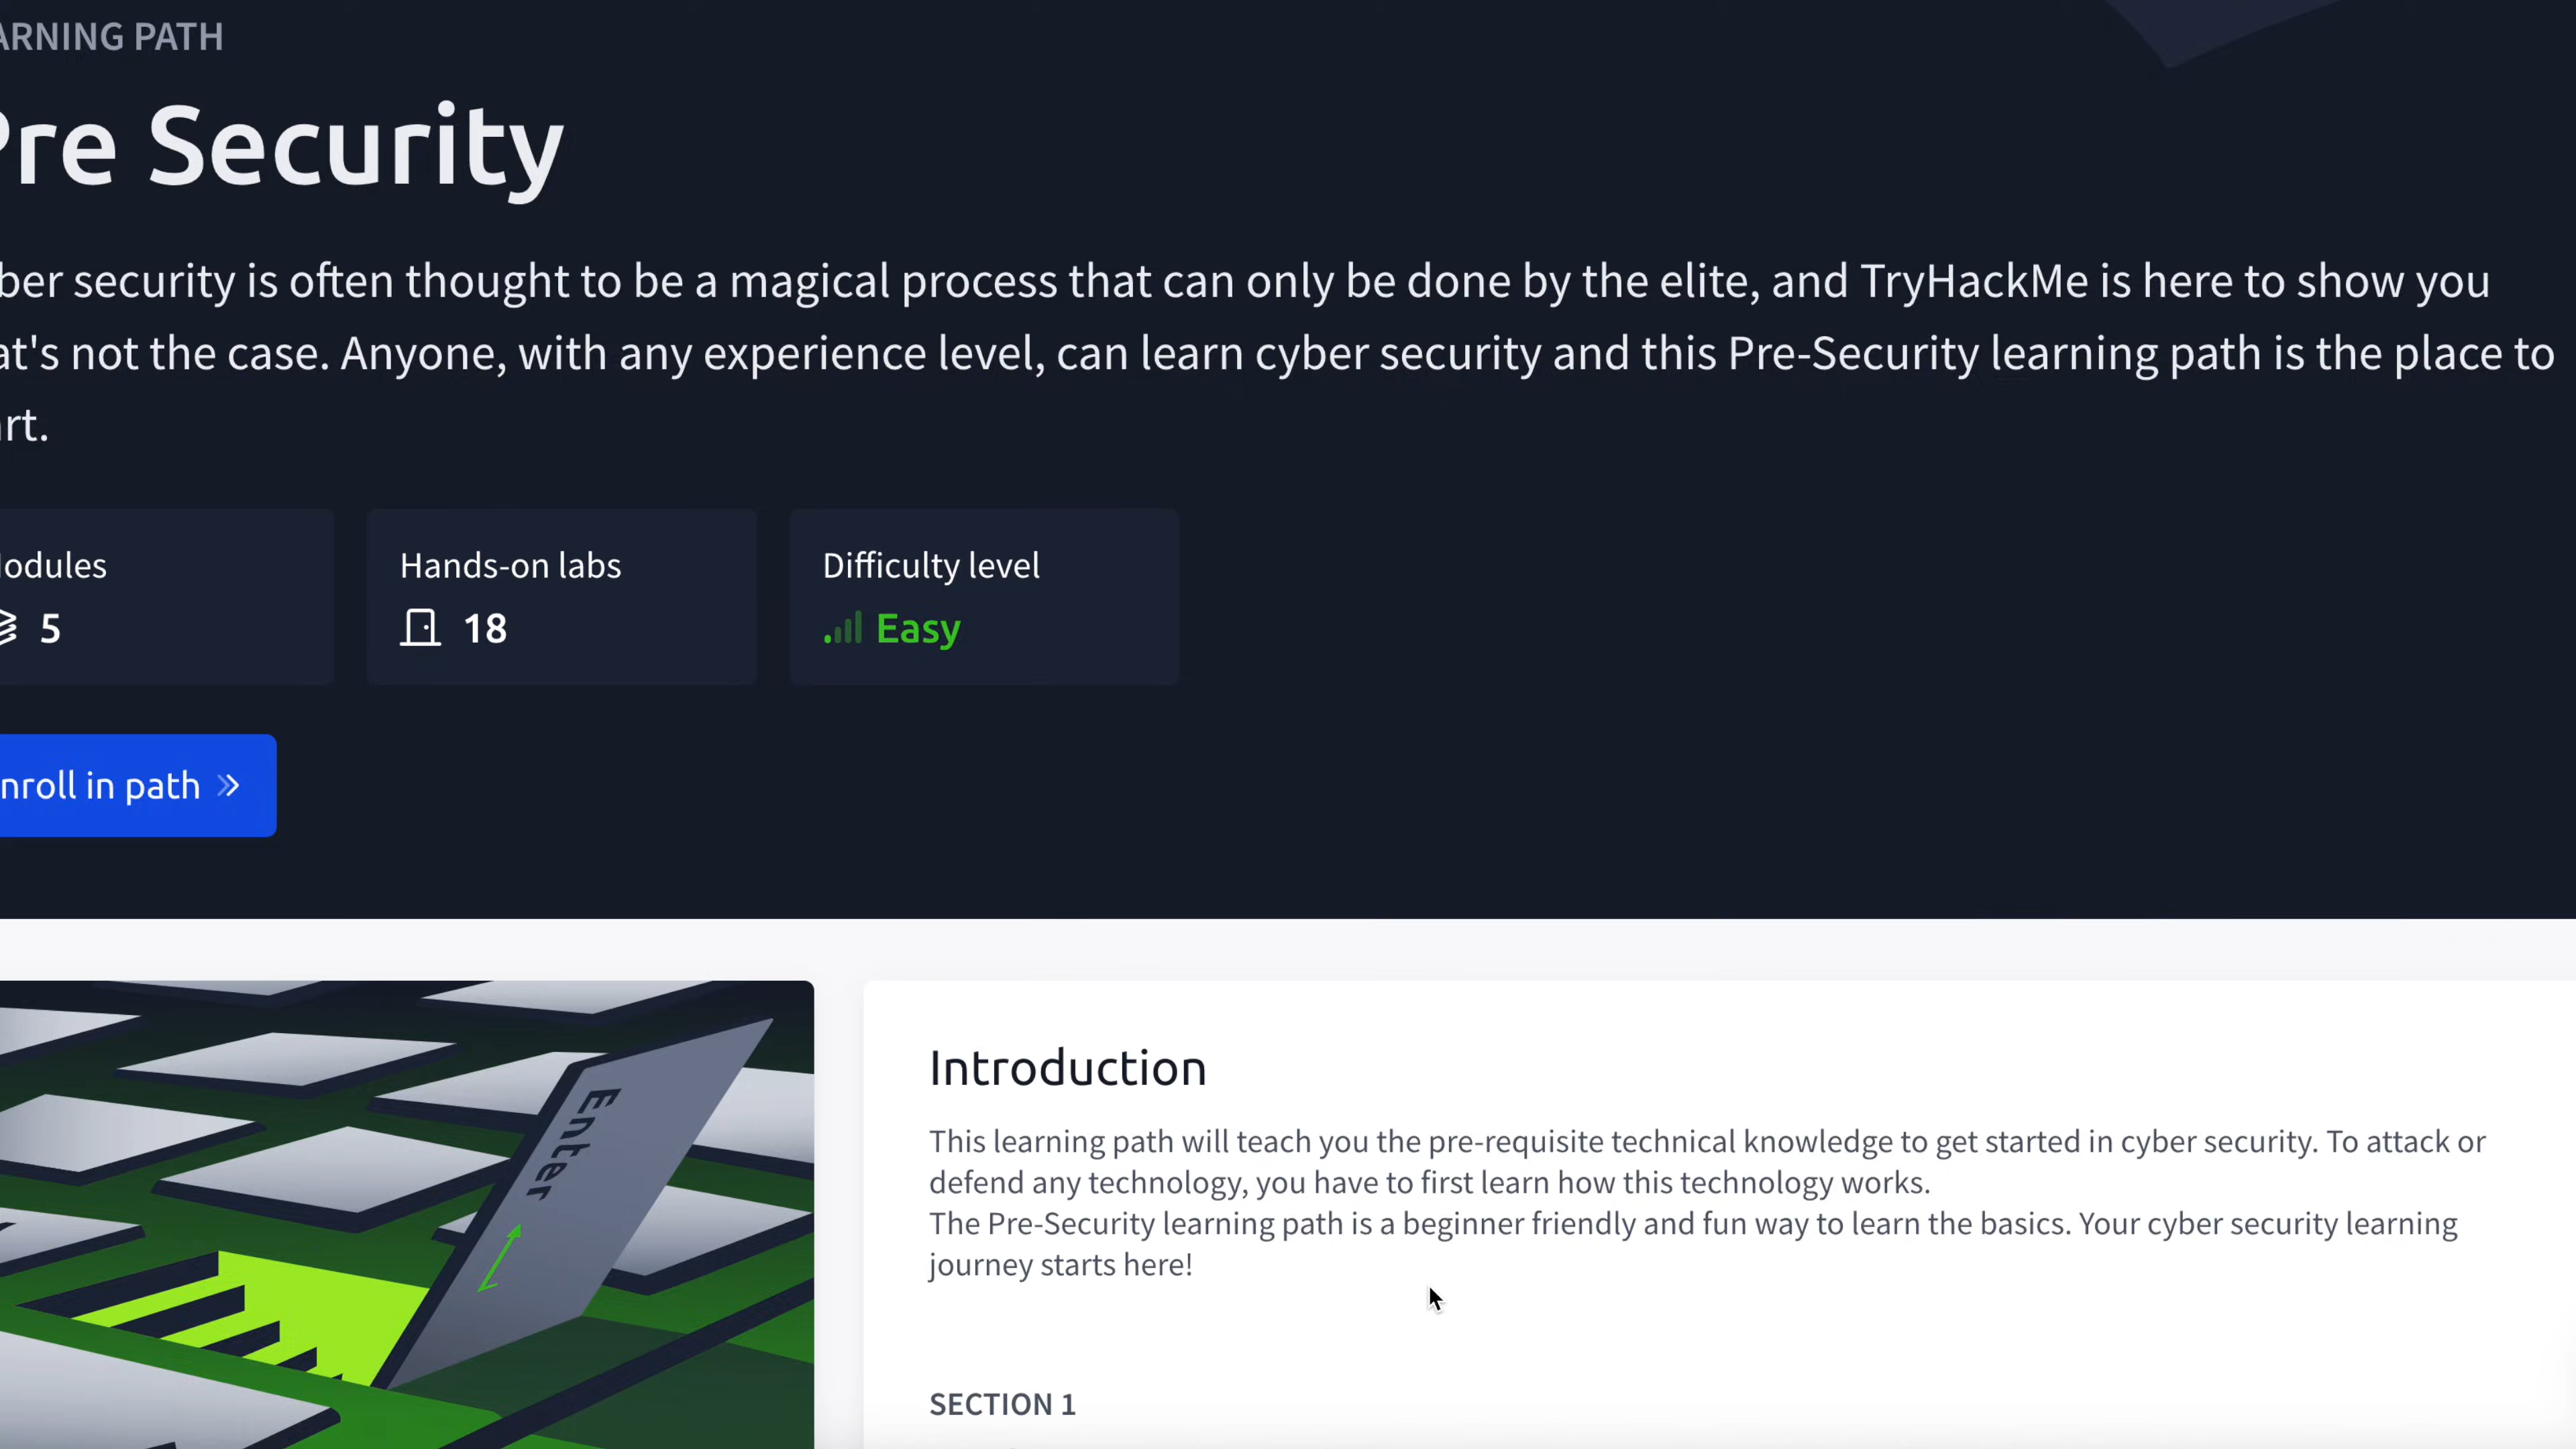 ARNING PATH
Pre Security
ber security is often thought to be a magical process that can only be done by the elite, and TryHackMe is here to show you
at's not the case. Anyone, with any experience level, can learn cyber security and this Pre-Security learning path is the place to
art.
odules
Hands-on labs
Difficulty level
5
18
Easy
nroll in path
Enter
Introduction
This learning path will teach you the pre-requisite technical knowledge to get started in cyber security. To attack or
defend any technology, you have to first learn how this technology works.
The Pre-Security learning path is a beginner friendly and fun way to learn the basics. Your cyber security learning
journey starts here!
SECTION 1